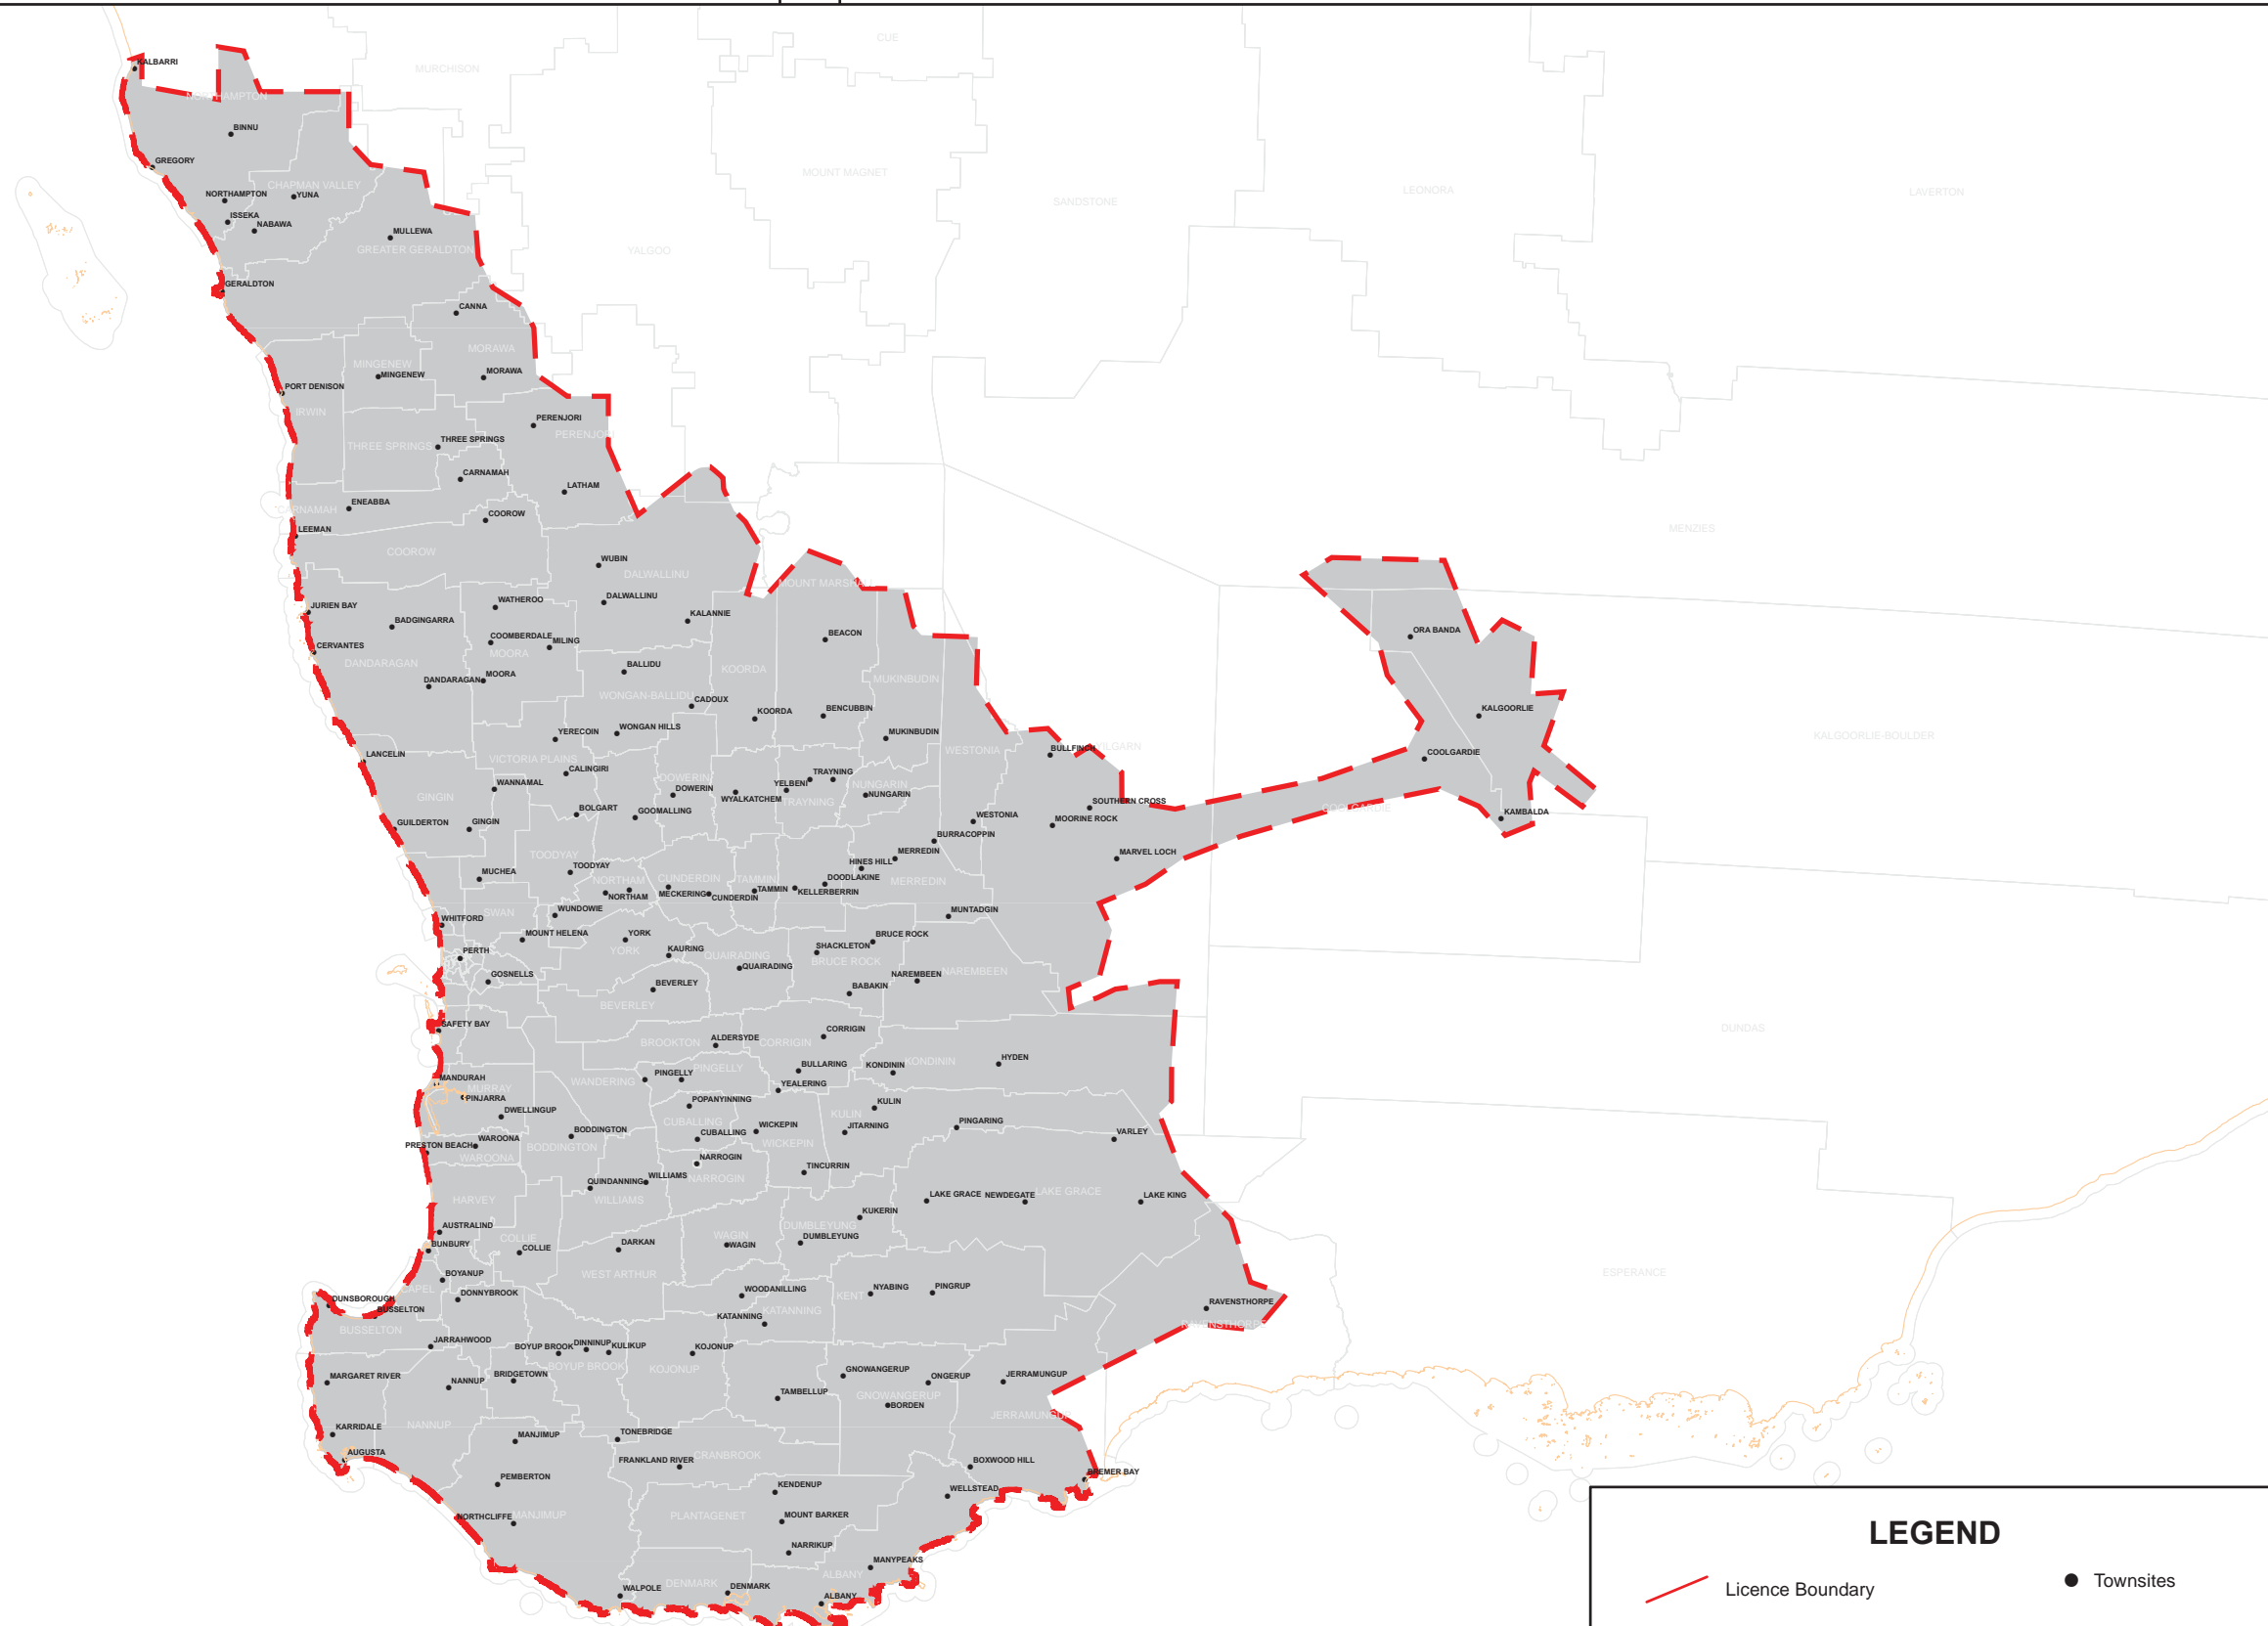 CUE
KALBARRI
MURCHISON
NORTHAMPTON
BINNU
GREGORY
MOUNT MAGNET
CHAPMAN VALLEY
LEONORA
LAVERTON
NORTHAMPTON
YUNA
SANDSTONE
ISSEKA
NABAWA
MULLEWA
GREATER GERALDTON
YALGOO
GERALDTON
CANNA
MORAWA
MINGENEW
MINGENEW
MORAWA
PORT DENISON
IRWIN
PERENJORI
PERENJORI
THREE SPRINGS
THREE SPRINGS
CARNAMAH
LATHAM
ENEABBA
CARNAMAH
COOROW
LEEMAN
MENZIES
COOROW
WUBIN
DALWALLINU
MOUNT MARSHALL
WATHEROO
DALWALLINU
JURIEN BAY
KALANNIE
BADGINGARRA
ORA BANDA
COOMBERDALE
MILING
BEACON
CERVANTES
MOORA
DANDARAGAN
BALLIDU
KOORDA
MOORA
DANDARAGAN
MUKINBUDIN
WONGAN-BALLIDU
CADOUX
KOORDA
BENCUBBIN
KALGOORLIE
YERECOIN
WONGAN HILLS
MUKINBUDIN
KALGOORLIE-BOULDER
WESTONIA
BULLFINCH
YILGARN
LANCELIN
COOLGARDIE
VICTORIA PLAINS
CALINGIRI
DOWERIN
TRAYNING
YELBENI
WANNAMAL
DOWERIN
WYALKATCHEM
NUNGARIN
NUNGARIN
GINGIN
TRAYNING
SOUTHERN CROSS
BOLGART
GOOMALLING
COOLGARDIE
KAMBALDA
WESTONIA
MOORINE ROCK
GUILDERTON
GINGIN
BURRACOPPIN
MERREDIN
MARVEL LOCH
TOODYAY
HINES HILL
TOODYAY
MUCHEA
DOODLAKINE
MERREDIN
NORTHAM
CUNDERDIN
TAMMIN
NORTHAM
MECKERING
CUNDERDIN
TAMMIN
KELLERBERRIN
WUNDOWIE
SWAN
MUNTADGIN
WHITFORD
MOUNT HELENA
YORK
BRUCE ROCK
KAURING
SHACKLETON
PERTH
YORK
QUAIRADING
BRUCE ROCK
QUAIRADING
NAREMBEEN
NAREMBEEN
GOSNELLS
BEVERLEY
BABAKIN
BEVERLEY
SAFETY BAY
CORRIGIN
DUNDAS
BROOKTON
ALDERSYDE
CORRIGIN
HYDEN
KONDININ
BULLARING
KONDININ
MANDURAH
WANDERING
PINGELLY
PINGELLY
YEALERING
MURRAY
PINJARRA
POPANYINNING
KULIN
DWELLINGUP
KULIN
CUBALLING
WICKEPIN
PINGARING
BODDINGTON
CUBALLING
JITARNING
VARLEY
WAROONA
PRESTON BEACH
BODDINGTON
WICKEPIN
WAROONA
NARROGIN
TINCURRIN
QUINDANNING
WILLIAMS
NARROGIN
HARVEY
WILLIAMS
LAKE GRACE
NEWDEGATE
LAKE GRACE
LAKE KING
KUKERIN
AUSTRALIND
DUMBLEYUNG
BUNBURY
COLLIE
COLLIE
DARKAN
WAGIN
WAGIN
DUMBLEYUNG
BOYANUP
WEST ARTHUR
ESPERANCE
CAPEL
DONNYBROOK
WOODANILLING
KENT
NYABING
PINGRUP
DUNSBOROUGH
BUSSELTON
KATANNING
KATANNING
RAVENSTHORPE
RAVENSTHORPE
BUSSELTON
JARRAHWOOD
BOYUP BROOK
DINNINUP
KULIKUP
KOJONUP
BOYUP BROOK
KOJONUP
GNOWANGERUP
MARGARET RIVER
NANNUP
BRIDGETOWN
ONGERUP
JERRAMUNGUP
TAMBELLUP
GNOWANGERUP
BORDEN
JERRAMUNGUP
KARRIDALE
NANNUP
MANJIMUP
TONEBRIDGE
AUGUSTA
FRANKLAND RIVER
CRANBROOK
BOXWOOD HILL
BREMER BAY
PEMBERTON
KENDENUP
WELLSTEAD
NORTHCLIFFE
MANJIMUP
PLANTAGENET
MOUNT BARKER
NARRIKUP
MANYPEAKS
ALBANY
WALPOLE
DENMARK
DENMARK
ALBANY
LEGEND
Licence Boundary
Townsites